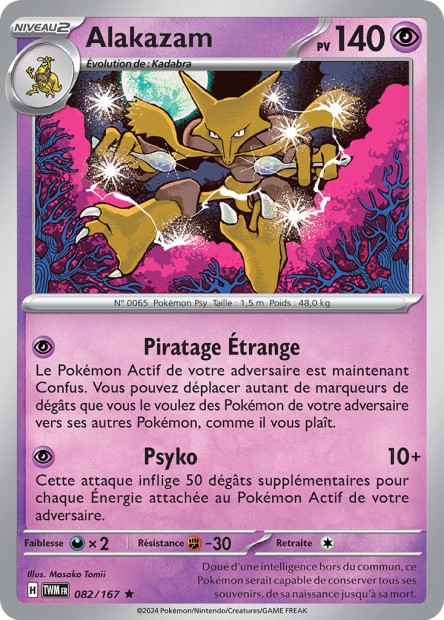 NIVEAU 2
Alakazam
PV 140
Évolution de : Kadabra
N° 0065 Pokémon Psy Taille : 1,5 m Poids : 48,0 kg
Piratage Étrange
Le Pokémon Actif de votre adversaire est maintenant
Confus. Vous pouvez déplacer autant de marqueurs de
dégâts que vous le voulez des Pokémon de votre adversaire
vers ses autres Pokémon, comme il vous plaît.
Psyko 10+
Cette attaque inflige 50 dégâts supplémentaires pour
chaque Énergie attachée au Pokémon Actif de votre
adversaire.
Faiblesse ×2 Résistance -30 Retraite
Illus. Masako Tomii
H TWM FR 082/167 ★
Doué d'une intelligence hors du commun, ce
Pokémon serait capable de conserver tous ses
souvenirs, de sa naissance jusqu'à sa mort.
©2024 Pokémon/Nintendo/Creatures/GAME FREAK